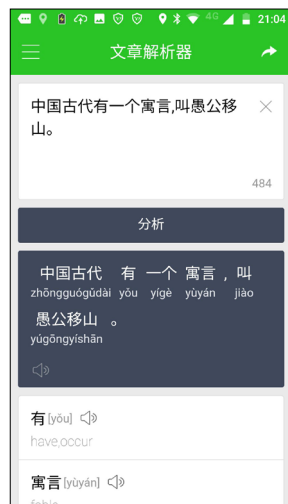 4G 21:04
文章解析器
中国古代有一个寓言,叫愚公移
山。
484
分析
中国古代 有 一个 寓言 , 叫
zhōngguógǔdài yǒu yígè yùyán jiào
愚公移山 。
yúgōngyíshān
有[yǒu]
have,occur
寓言[yùyán]